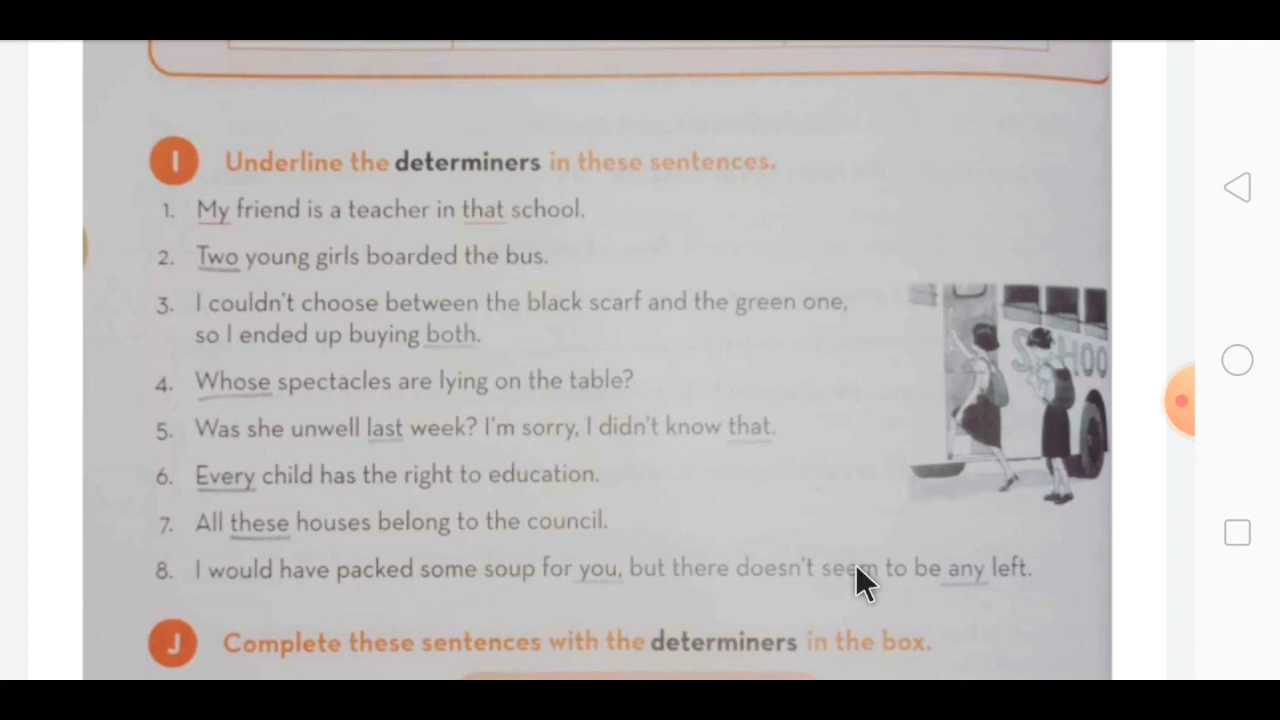 I Underline the determiners in these sentences.
1. My friend is a teacher in that school.
2. Two young girls boarded the bus.
3. I couldn't choose between the black scarf and the green one,
so I ended up buying both.
4. Whose spectacles are lying on the table?
5. Was she unwell last week? I'm sorry, I didn't know that.
6. Every child has the right to education.
7. All these houses belong to the council.
8. I would have packed some soup for you, but there doesn't seem to be any left.
S HOO
J Complete these sentences with the determiners in the box.